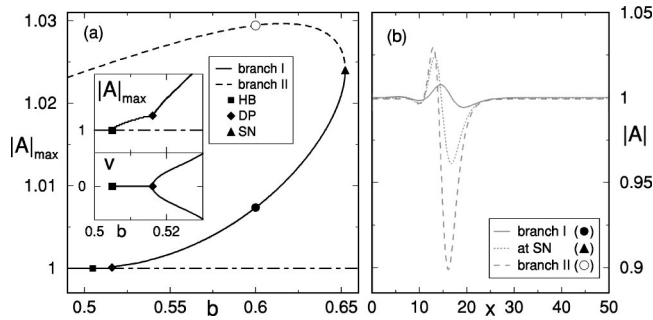 (a)
1.03
1.02
1.01
1
|A|max
branch I
branch II
HB
DP
SN
|A|max
1
v
0
0.5
b
0.52
0.5
0.55
b
0.6
0.65
(b)
1.05
1
|A|
0.95
0.9
branch I (●)
at SN (▲)
branch II (○)
0
10
20
x
30
40
50